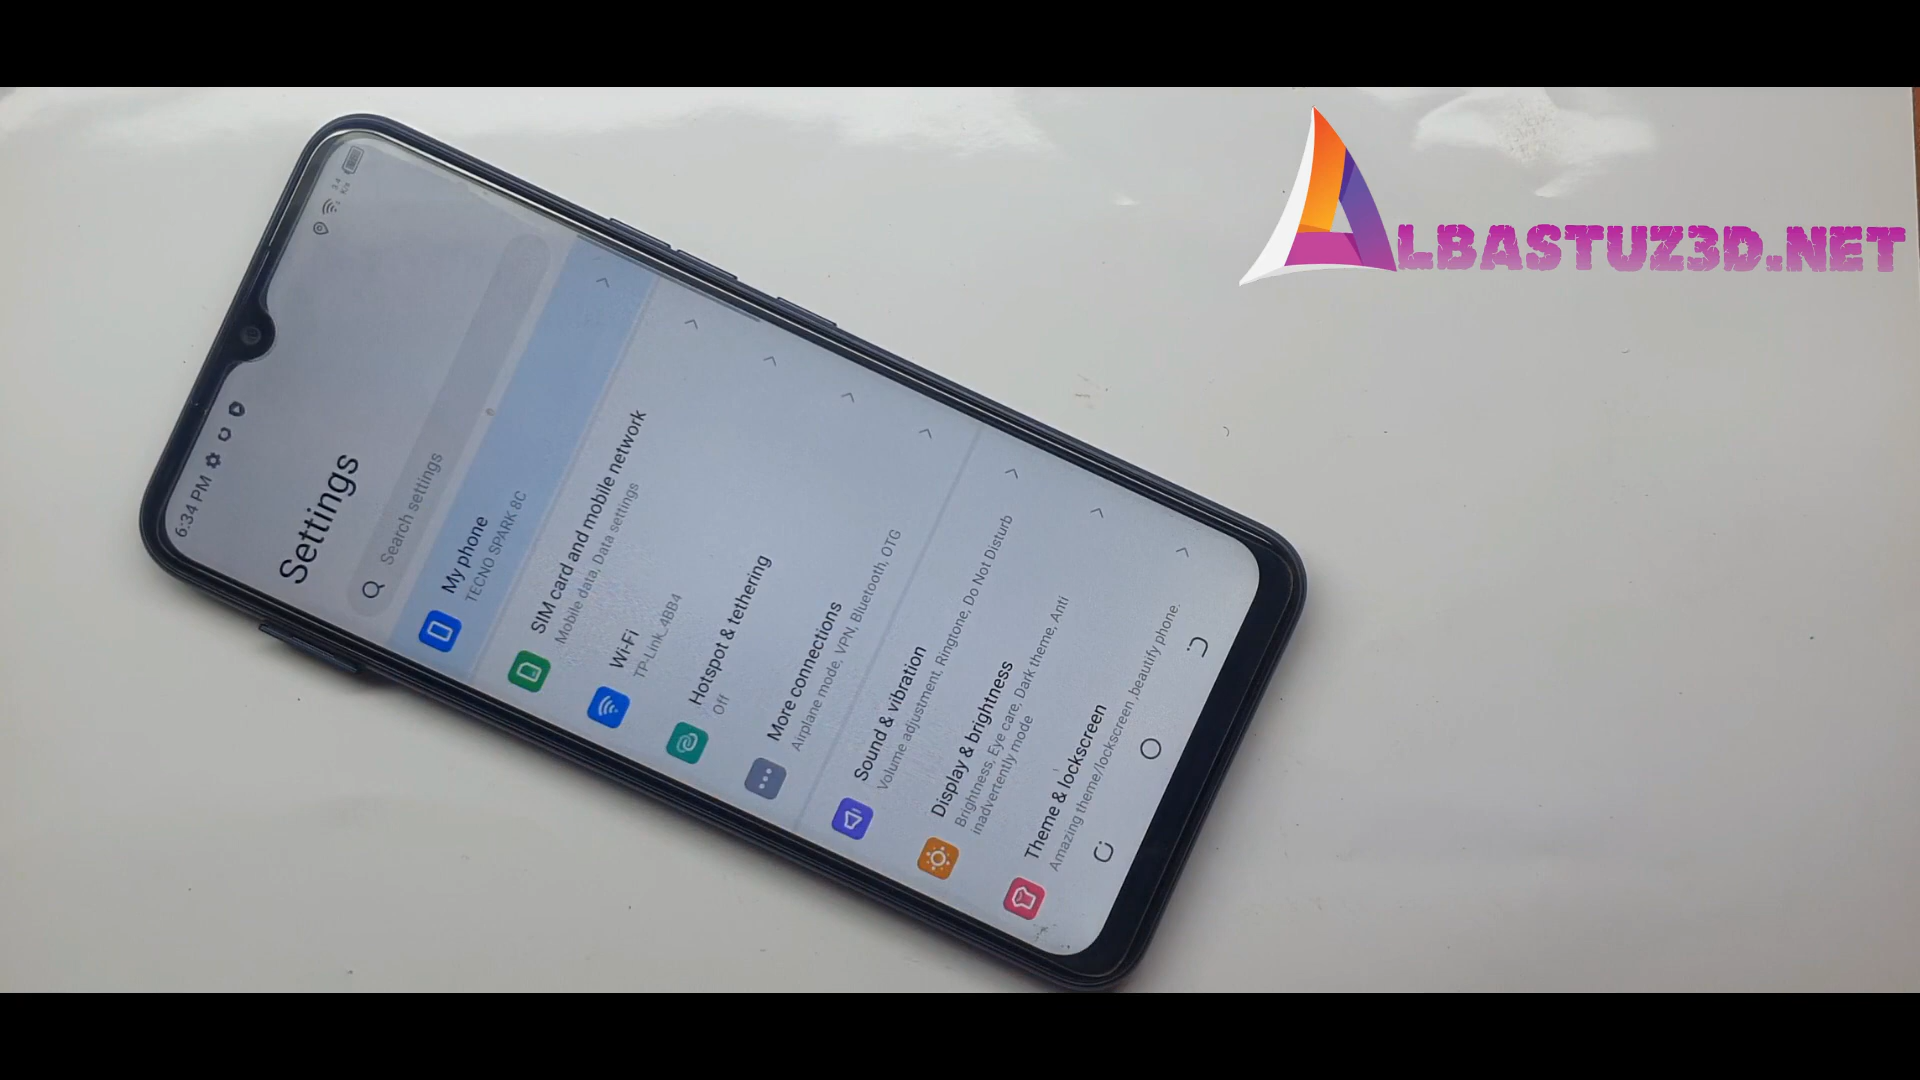 ALBASTUZ3D.NET
6:34 PM
3.4
K/s
Settings
Search settings
My phone
TECNO SPARK 8C
SIM card and mobile network
Mobile data, Data settings
Wi-Fi
TP-Link_4BB4
Hotspot & tethering
Off
More connections
Airplane mode, VPN, Bluetooth, OTG
Sound & vibration
Volume adjustment, Ringtone, Do Not Disturb
Display & brightness
Brightness, Eye care, Dark theme, Anti
inadvertently mode
Theme & lockscreen
Amazing theme/lockscreen ,beautify phone.